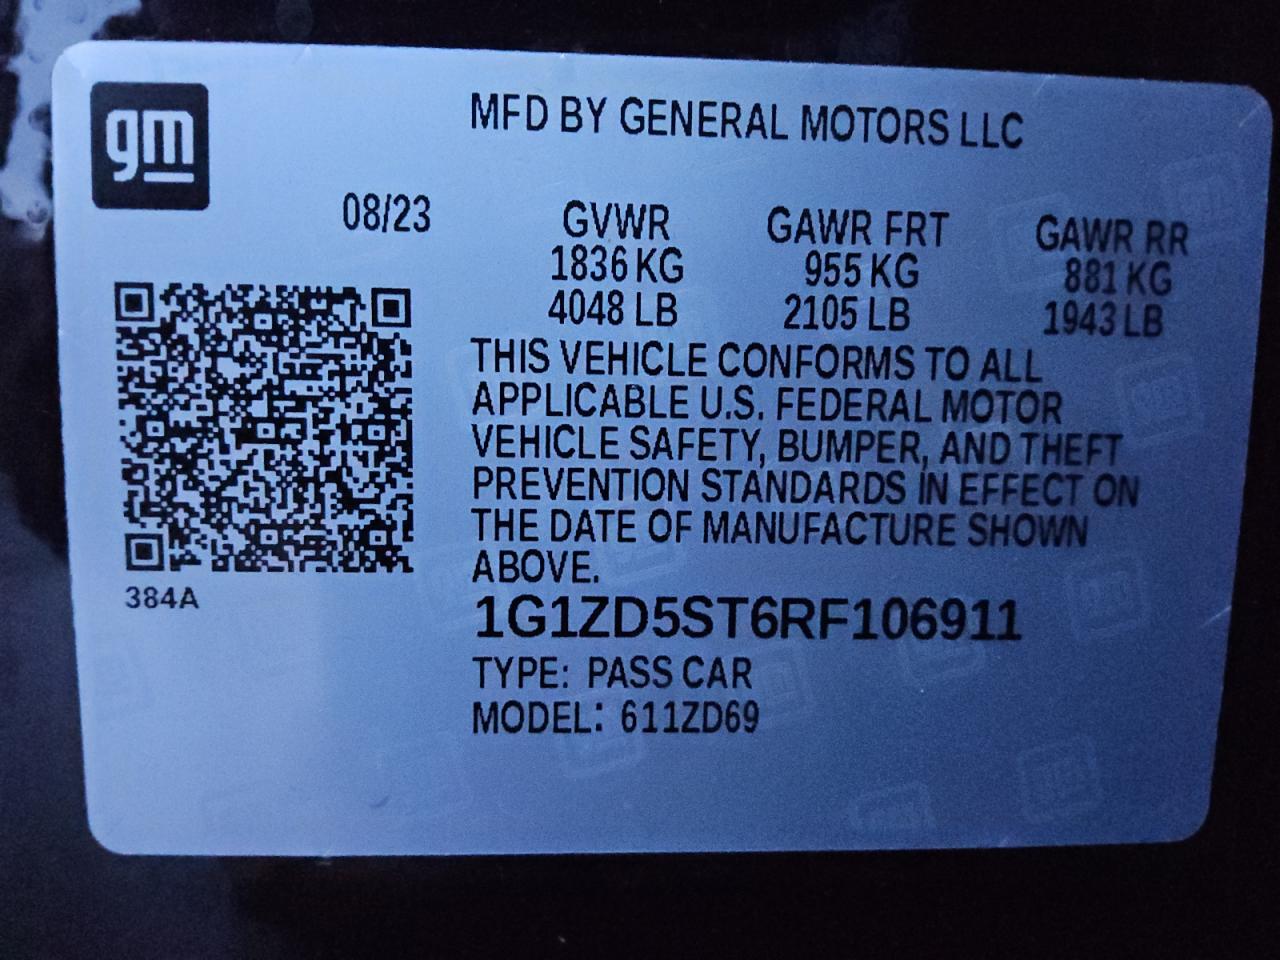 gm
MFD BY GENERAL MOTORS LLC
08/23
GVWR GAWR FRT GAWR RR
1836 KG 955 KG 881 KG
4048 LB 2105 LB 1943 LB
THIS VEHICLE CONFORMS TO ALL
APPLICABLE U.S. FEDERAL MOTOR
VEHICLE SAFETY, BUMPER, AND THEFT
PREVENTION STANDARDS IN EFFECT ON
THE DATE OF MANUFACTURE SHOWN
ABOVE.
384A
1G1ZD5ST6RF106911
TYPE: PASS CAR
MODEL: 611ZD69